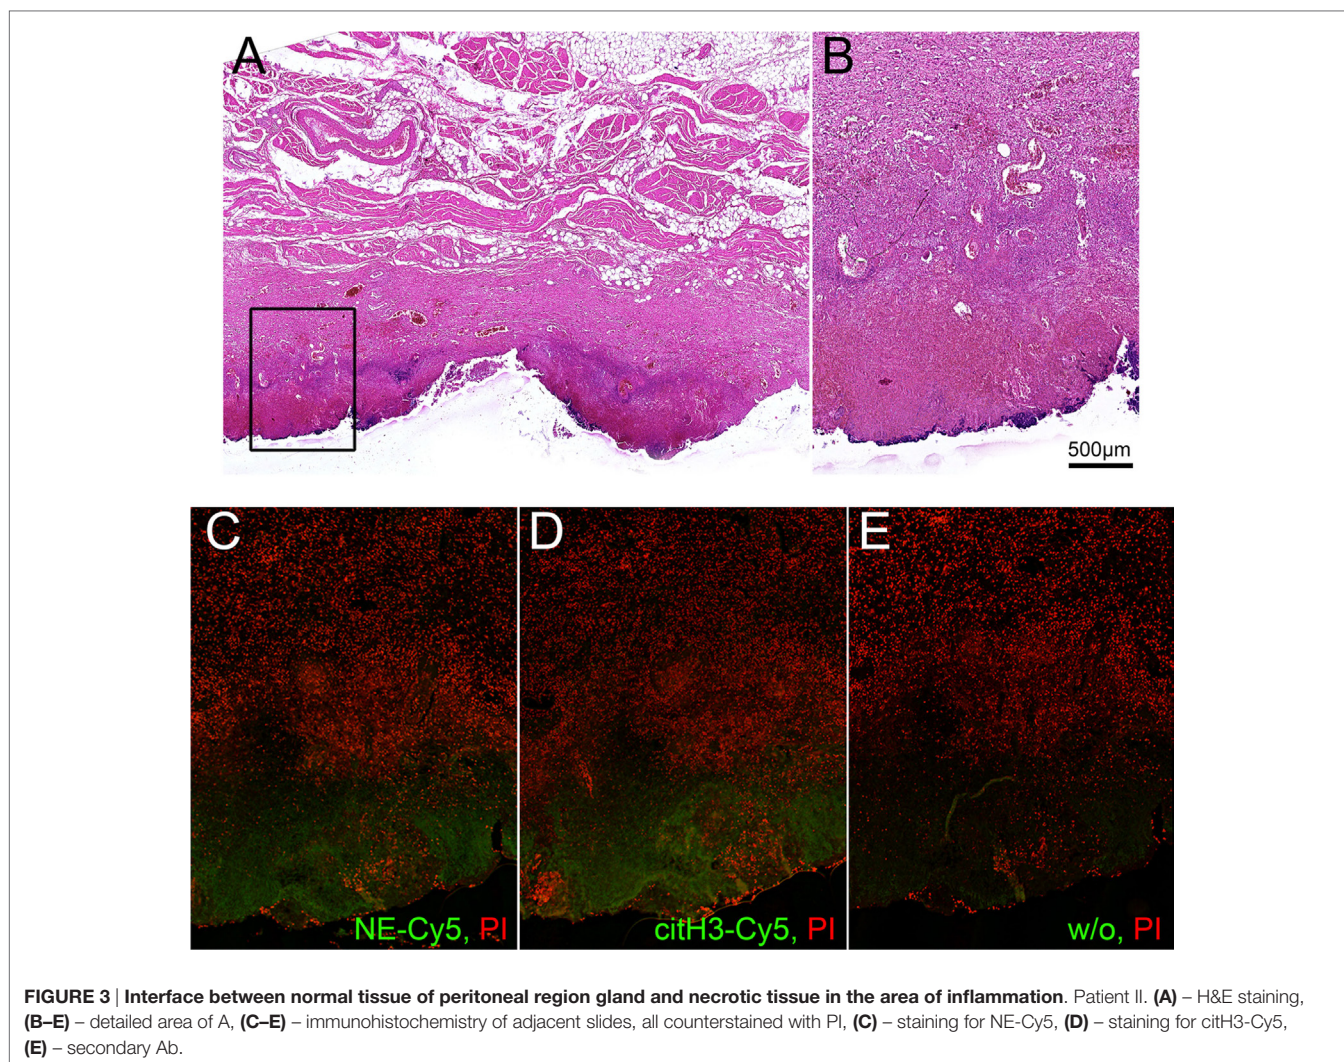 A
B
500µm
C
D
E
NE-Cy5, PI
citH3-Cy5, PI
w/o, PI
FIGURE 3 | Interface between normal tissue of peritoneal region gland and necrotic tissue in the area of inflammation. Patient II. (A) – H&E staining,
(B–E) – detailed area of A, (C–E) – immunohistochemistry of adjacent slides, all counterstained with PI, (C) – staining for NE-Cy5, (D) – staining for citH3-Cy5,
(E) – secondary Ab.